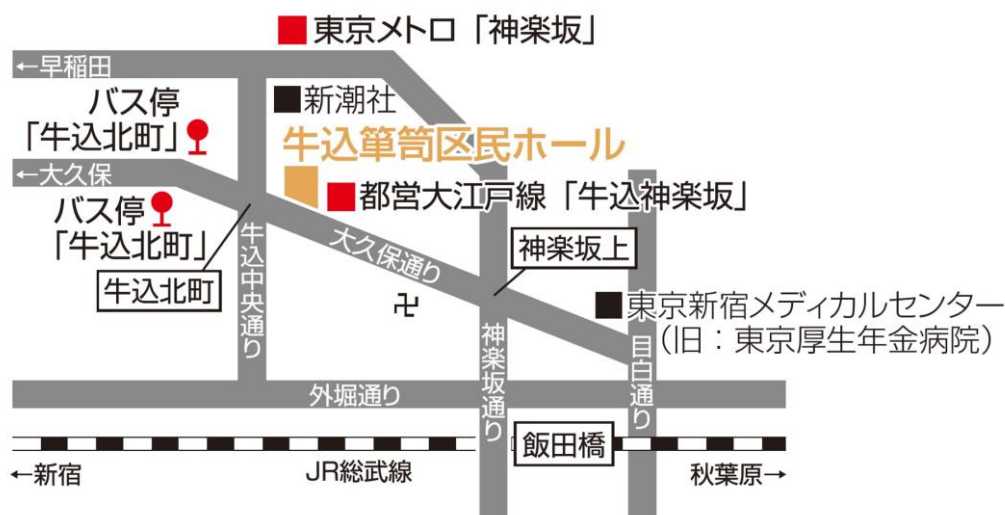 ■東京メトロ「神楽坂」
←早稲田
バス停
「牛込北町」
■新潮社
牛込箪笥区民ホール
←大久保
■都営大江戸線「牛込神楽坂」
バス停
「牛込北町」
牛込北町
牛込中央通り
大久保通り
神楽坂上
卍
神楽坂通り
■東京新宿メディカルセンター
(旧:東京厚生年金病院)
目白通り
外堀通り
飯田橋
←新宿
JR総武線
秋葉原→